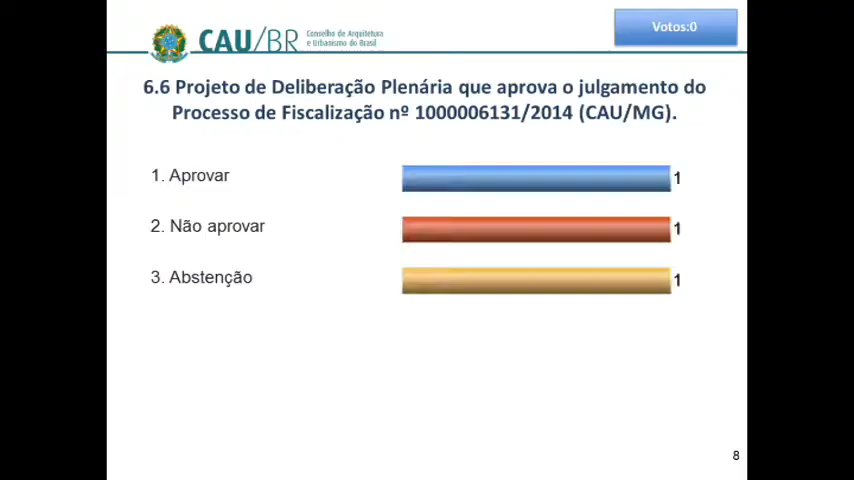 CAU/BR
Conselho de Arquitetura
e Urbanismo do Brasil
Votos:0
6.6 Projeto de Deliberação Plenária que aprova o julgamento do
Processo de Fiscalização nº 1000006131/2014 (CAU/MG).
1. Aprovar 1
2. Não aprovar 1
3. Abstenção 1
8